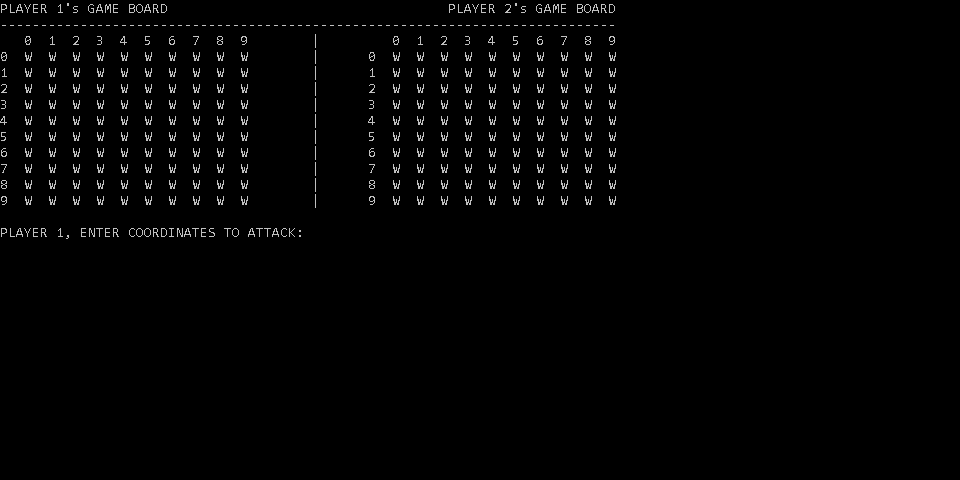 PLAYER 1's GAME BOARD                                   PLAYER 2's GAME BOARD
-----------------------------------------------------------------------------
   0  1  2  3  4  5  6  7  8  9        |         0  1  2  3  4  5  6  7  8  9
0  W  W  W  W  W  W  W  W  W  W        |      0  W  W  W  W  W  W  W  W  W  W
1  W  W  W  W  W  W  W  W  W  W        |      1  W  W  W  W  W  W  W  W  W  W
2  W  W  W  W  W  W  W  W  W  W        |      2  W  W  W  W  W  W  W  W  W  W
3  W  W  W  W  W  W  W  W  W  W        |      3  W  W  W  W  W  W  W  W  W  W
4  W  W  W  W  W  W  W  W  W  W        |      4  W  W  W  W  W  W  W  W  W  W
5  W  W  W  W  W  W  W  W  W  W        |      5  W  W  W  W  W  W  W  W  W  W
6  W  W  W  W  W  W  W  W  W  W        |      6  W  W  W  W  W  W  W  W  W  W
7  W  W  W  W  W  W  W  W  W  W        |      7  W  W  W  W  W  W  W  W  W  W
8  W  W  W  W  W  W  W  W  W  W        |      8  W  W  W  W  W  W  W  W  W  W
9  W  W  W  W  W  W  W  W  W  W        |      9  W  W  W  W  W  W  W  W  W  W
PLAYER 1, ENTER COORDINATES TO ATTACK: